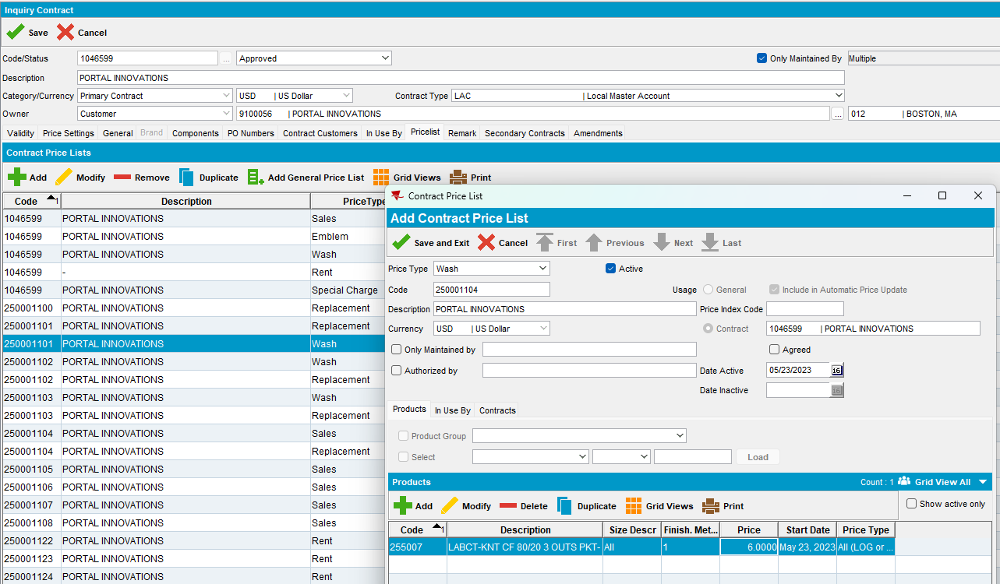 Inquiry Contract
Save Cancel
Code/Status 1046599 ... Approved Only Maintained By Multiple
Description PORTAL INNOVATIONS
Category/Currency Primary Contract USD | US Dollar Contract Type LAC | Local Master Account
Owner Customer 9100056 | PORTAL INNOVATIONS ... 012 | BOSTON, MA
Validity Price Settings General Brand Components PO Numbers Contract Customers In Use By Pricelist Remark Secondary Contracts Amendments
Contract Price Lists
Add Modify Remove Duplicate Add General Price List Grid Views Print
Code 1 Description PriceType
1046599 PORTAL INNOVATIONS Sales
1046599 PORTAL INNOVATIONS Emblem
1046599 PORTAL INNOVATIONS Wash
1046599 - Rent
1046599 PORTAL INNOVATIONS Special Charge
250001100 PORTAL INNOVATIONS Replacement
250001101 PORTAL INNOVATIONS Replacement
250001101 PORTAL INNOVATIONS Wash
250001102 PORTAL INNOVATIONS Wash
250001102 PORTAL INNOVATIONS Replacement
250001103 PORTAL INNOVATIONS Wash
250001103 PORTAL INNOVATIONS Replacement
250001104 PORTAL INNOVATIONS Sales
250001104 PORTAL INNOVATIONS Replacement
250001105 PORTAL INNOVATIONS Sales
250001106 PORTAL INNOVATIONS Sales
250001107 PORTAL INNOVATIONS Sales
250001108 PORTAL INNOVATIONS Sales
250001122 PORTAL INNOVATIONS Rent
250001123 PORTAL INNOVATIONS Rent
250001124 PORTAL INNOVATIONS Rent
Contract Price List
Add Contract Price List
Save and Exit Cancel First Previous Next Last
Price Type Wash Active
Code 250001104 Usage General Include in Automatic Price Update
Description PORTAL INNOVATIONS Price Index Code
Currency USD | US Dollar Contract 1046599 | PORTAL INNOVATIONS
Only Maintained by Agreed
Authorized by Date Active 05/23/2023 16
Date Inactive 16
Products In Use By Contracts
Product Group
Select Load
Products Count : 1 Grid View All
Add Modify Delete Duplicate Grid Views Print Show active only
Code 1 Description Size Descr Finish. Met... Price Start Date Price Type
255007 LABCT-KNT CF 80/20 3 OUTS PKT- All 1 6.0000 May 23, 2023 All (LOG or ...